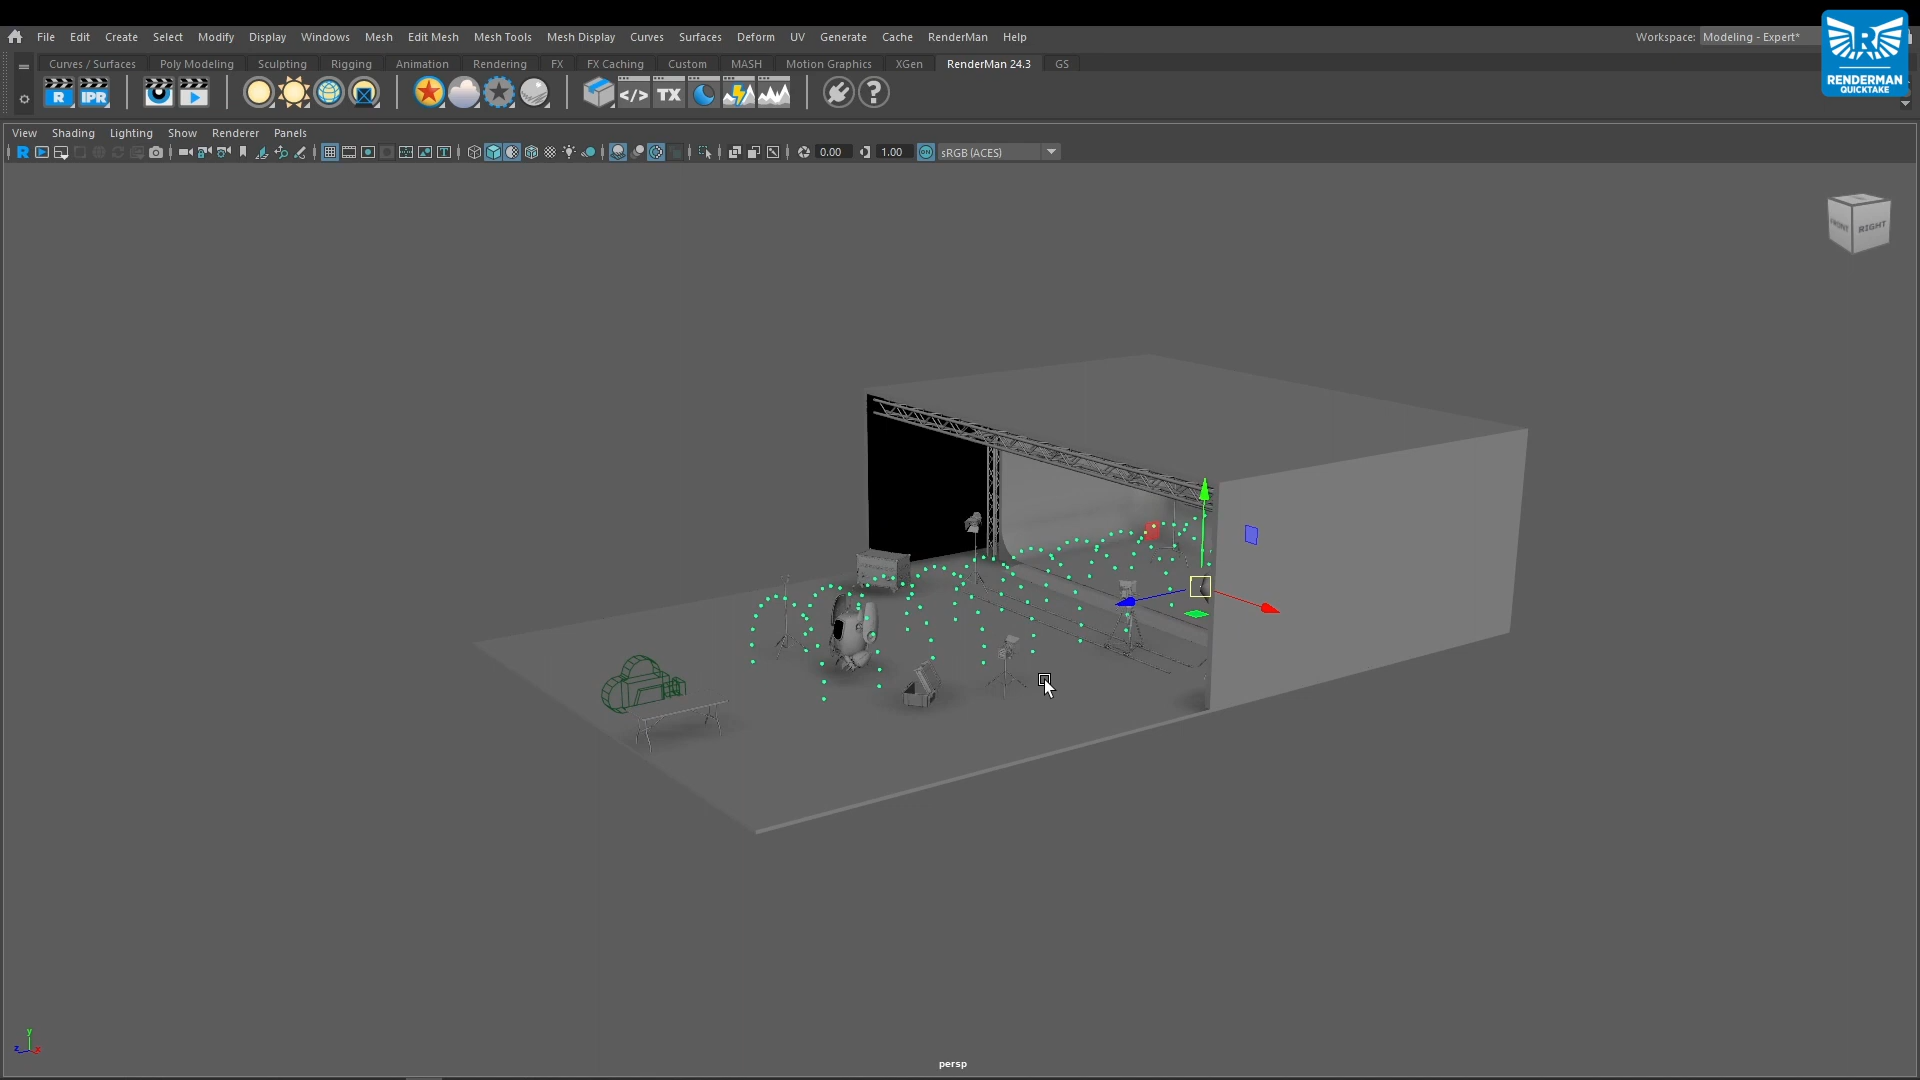 File Edit Create Select Modify Display Windows Mesh Edit Mesh Mesh Tools Mesh Display Curves Surfaces Deform UV Generate Cache RenderMan Help Workspace: Modeling - Expert*
Curves / Surfaces Poly Modeling Sculpting Rigging Animation Rendering FX FX Caching Custom MASH Motion Graphics XGen RenderMan 24.3 GS
R IPR </> TX ?
R
RENDERMAN
QUICKTAKE
View Shading Lighting Show Renderer Panels
R T 0.00 1.00 ON sRGB (ACES)
FRONT RIGHT
y
z x
persp